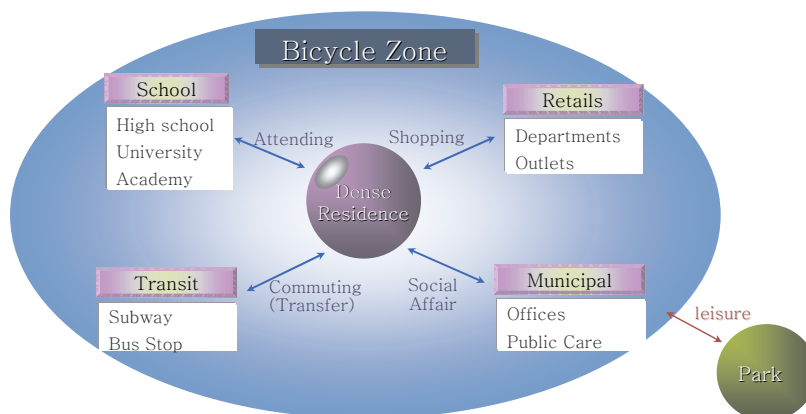 Bicycle Zone
School
High school
University
Academy
Attending
Shopping
Retails
Departments
Outlets
Dense
Residence
Transit
Subway
Bus Stop
Commuting
(Transfer)
Social
Affair
Municipal
Offices
Public Care
leisure
Park